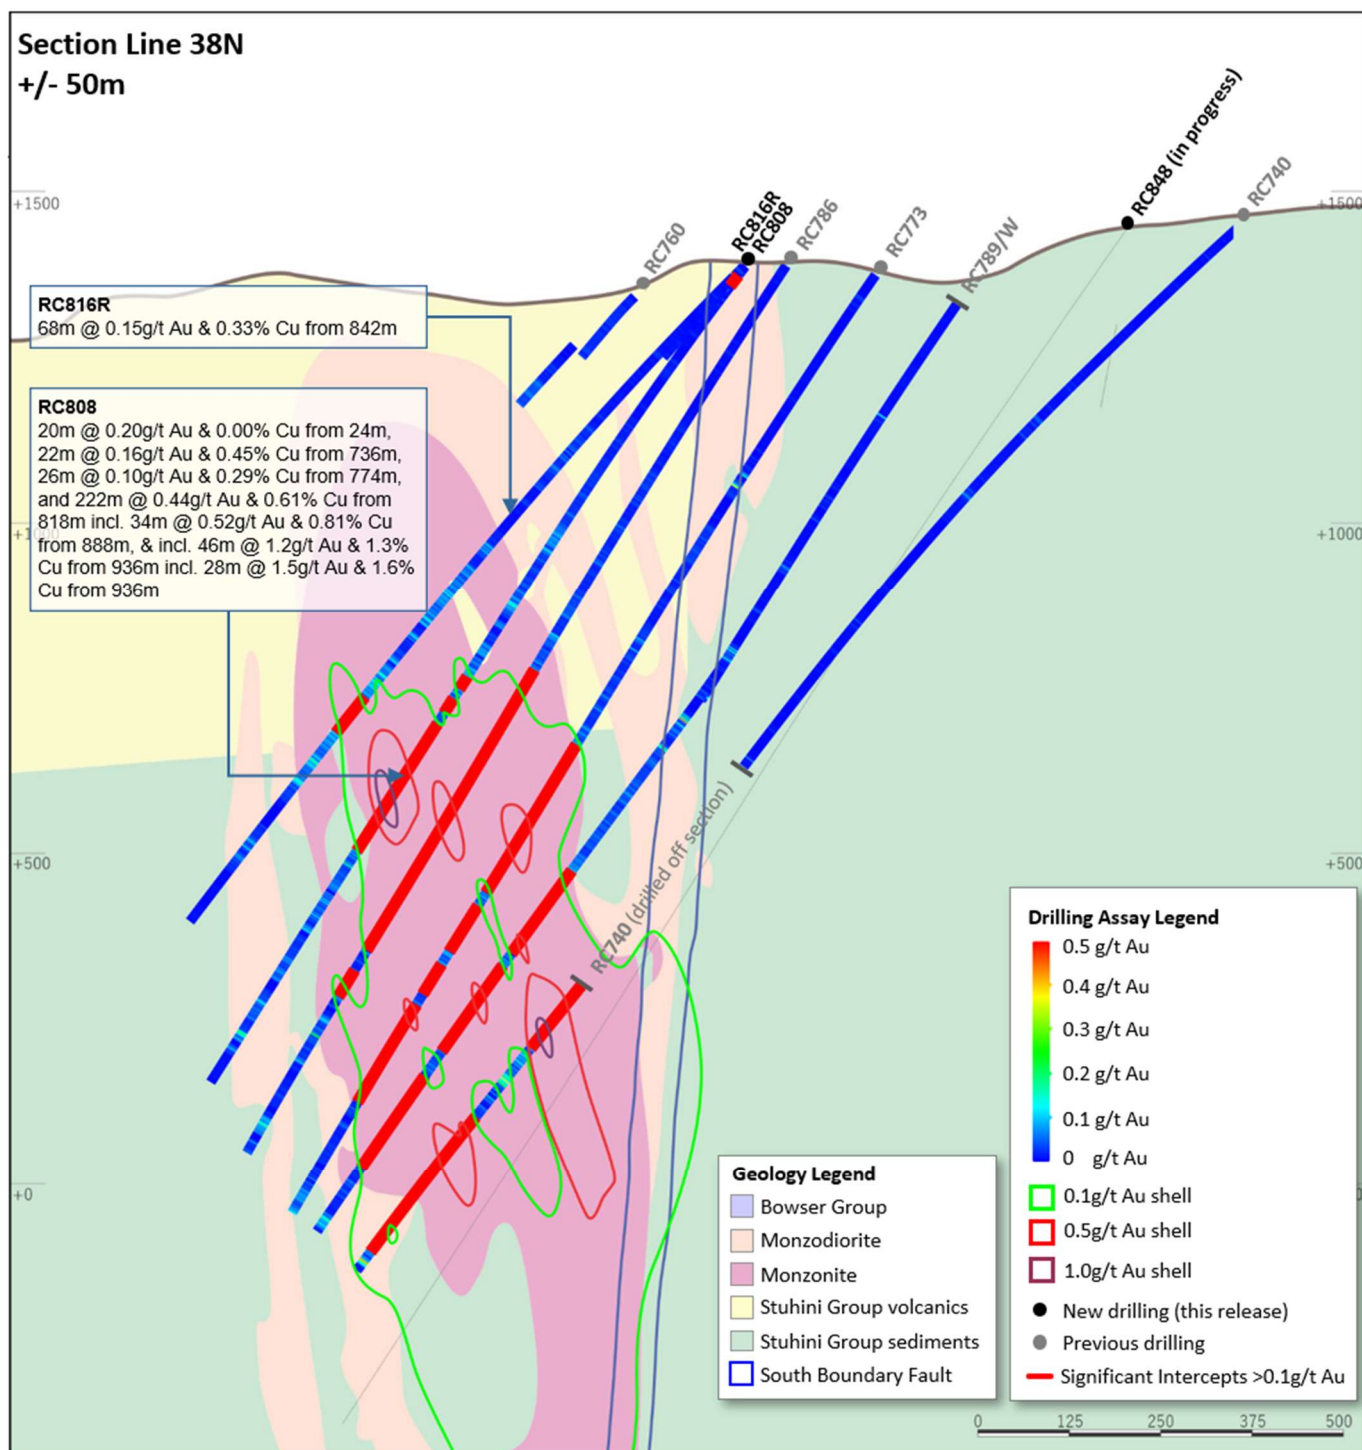 Section Line 38N
+/- 50m
RC848 (in progress)
RC740
+1500
+1500
RC816R
RC808
RC786
RC760
RC773
RC789/W
RC816R
68m @ 0.15g/t Au & 0.33% Cu from 842m
RC808
20m @ 0.20g/t Au & 0.00% Cu from 24m,
22m @ 0.16g/t Au & 0.45% Cu from 736m,
26m @ 0.10g/t Au & 0.29% Cu from 774m,
and 222m @ 0.44g/t Au & 0.61% Cu from
818m incl. 34m @ 0.52g/t Au & 0.81% Cu
from 888m, & incl. 46m @ 1.2g/t Au & 1.3%
Cu from 936m incl. 28m @ 1.5g/t Au & 1.6%
Cu from 936m
+1000
+1000
+500
+500
RC740 (drilled off section)
+0
Drilling Assay Legend
0.5 g/t Au
0.4 g/t Au
0.3 g/t Au
0.2 g/t Au
0.1 g/t Au
0 g/t Au
0.1g/t Au shell
0.5g/t Au shell
1.0g/t Au shell
New drilling (this release)
Previous drilling
Significant Intercepts >0.1g/t Au
Geology Legend
Bowser Group
Monzodiorite
Monzonite
Stuhini Group volcanics
Stuhini Group sediments
South Boundary Fault
0 125 250 375 500